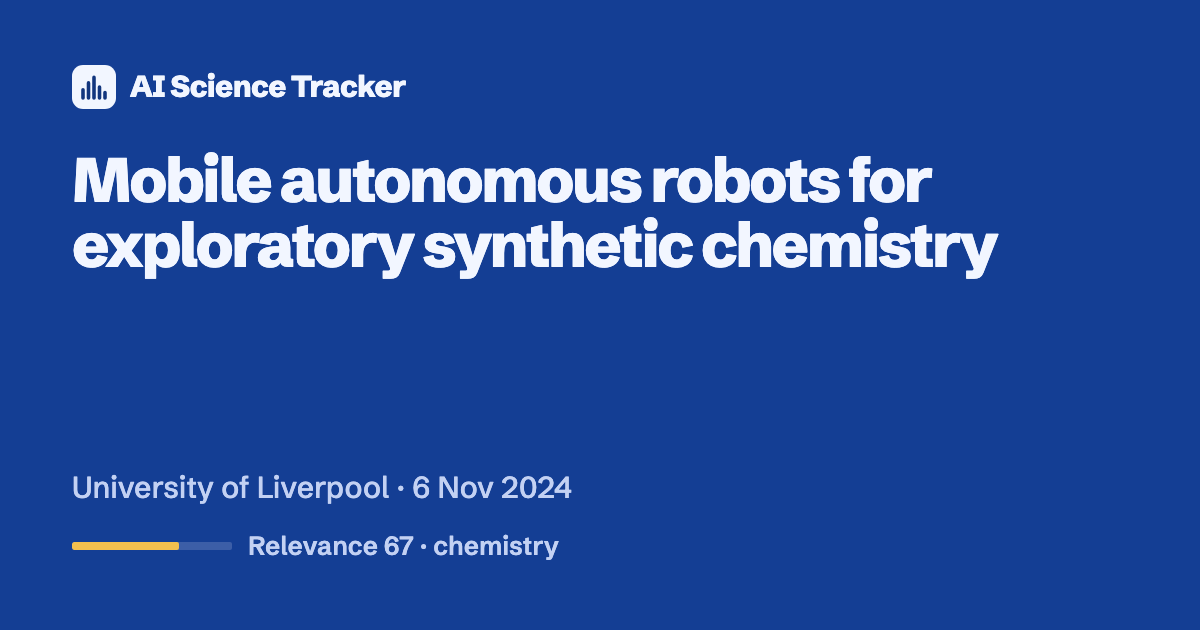 AI Science Tracker
Mobile autonomous robots for
exploratory synthetic chemistry
University of Liverpool · 6 Nov 2024
Relevance 67 · chemistry